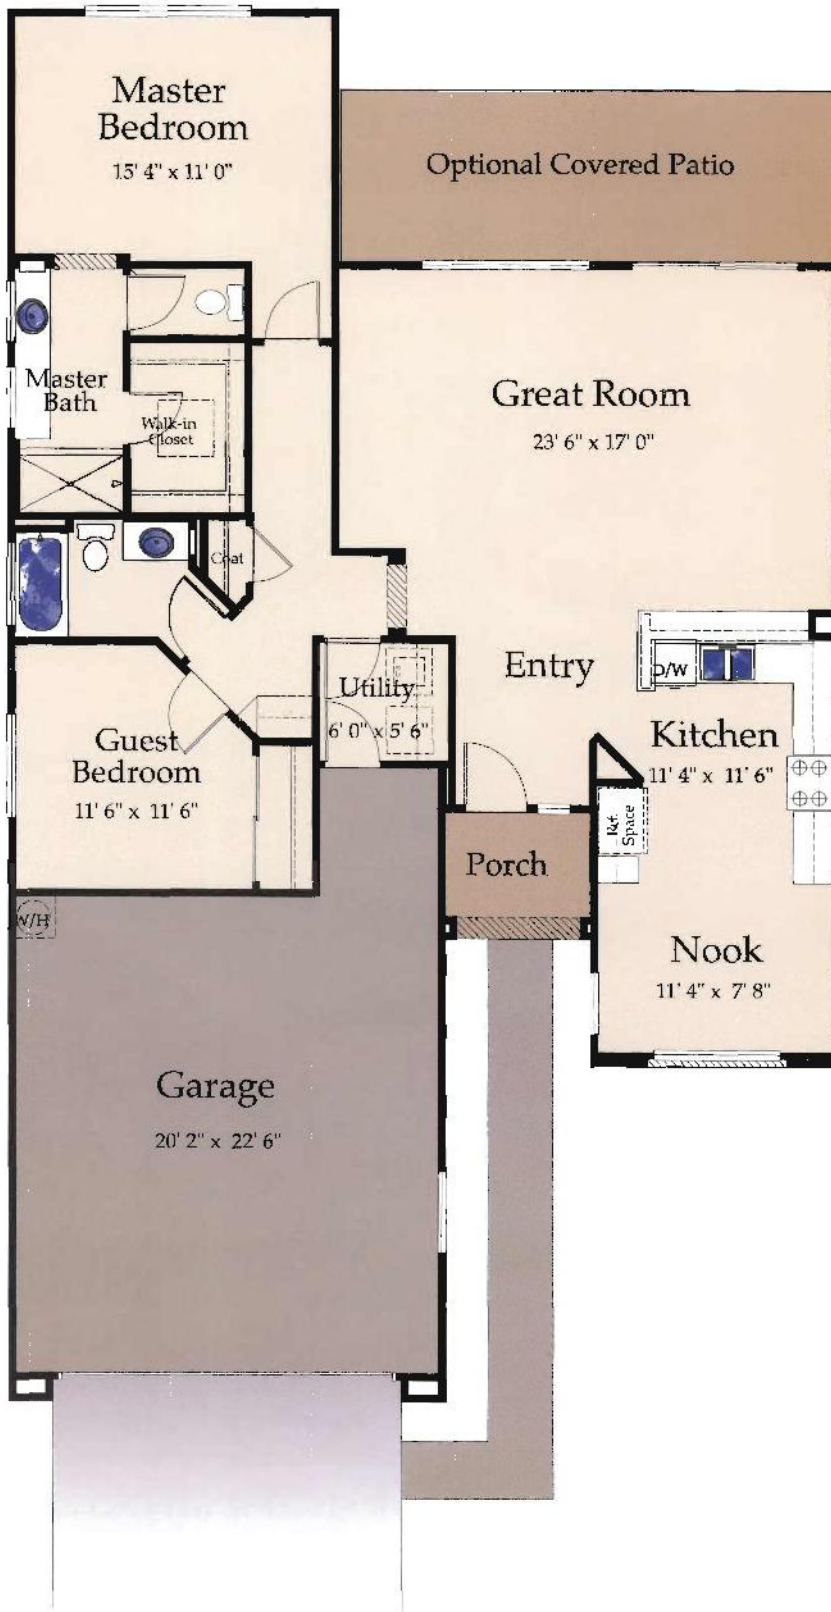 Master
Bedroom
15' 4" x 11' 0"
Optional Covered Patio
Master
Bath
Walk-in
Closet
Great Room
23' 6" x 17' 0"
Coat
Entry
D/W
Utility
6' 0" x 5' 6"
Kitchen
11' 4" x 11' 6"
Guest
Bedroom
11' 6" x 11' 6"
Ref.
Space
Porch
W/H
Nook
11' 4" x 7' 8"
Garage
20' 2" x 22' 6"